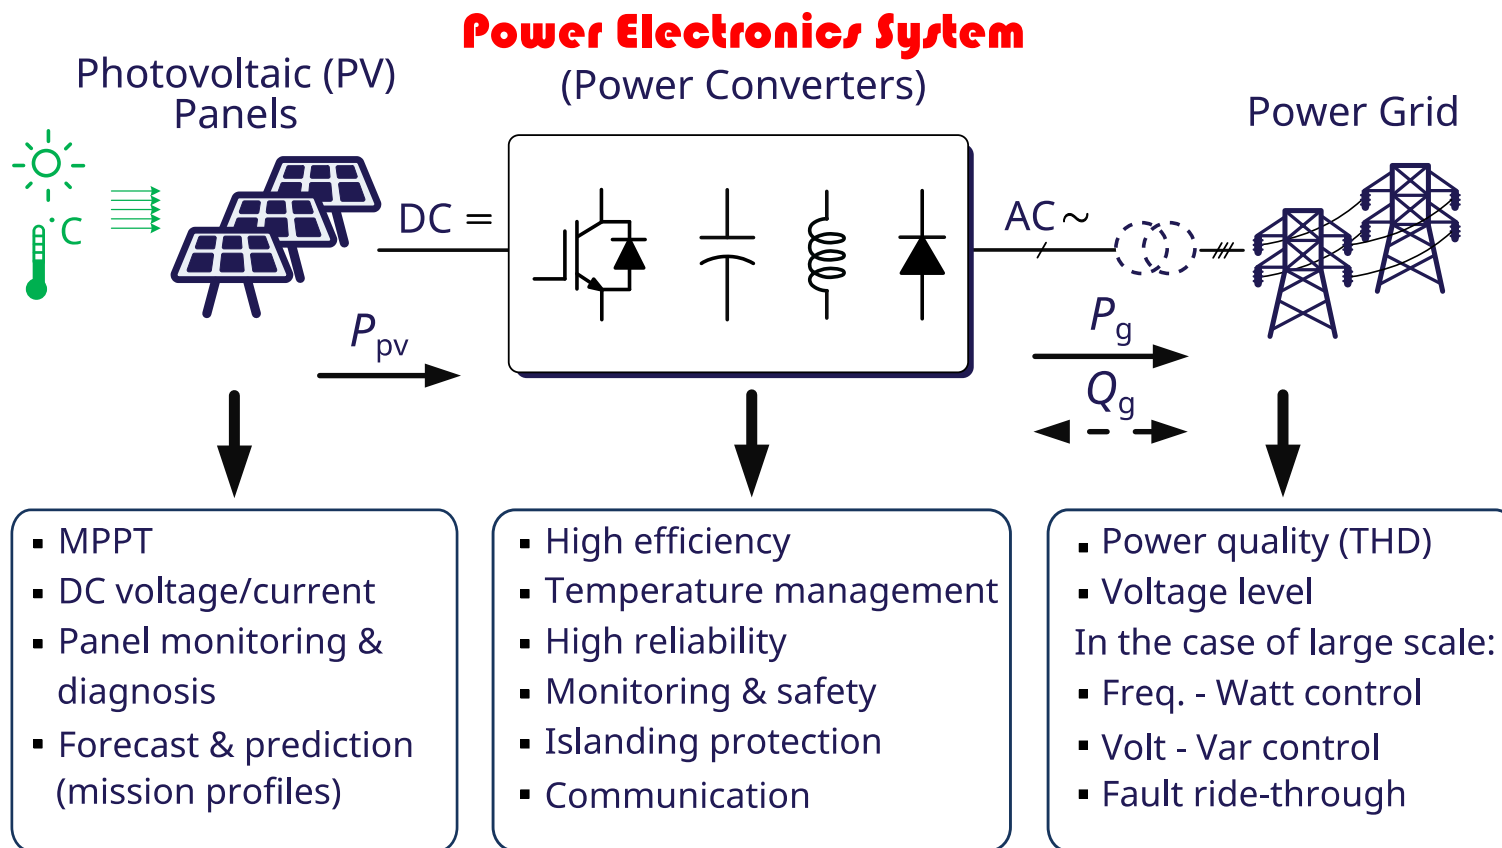 Power Electronics System
(Power Converters)
Photovoltaic (PV)
Panels
Power Grid
°C
DC =
AC ~
Ppv
Pg
Qg
▪ MPPT
▪ DC voltage/current
▪ Panel monitoring &
diagnosis
▪ Forecast & prediction
(mission profiles)
▪ High efficiency
▪ Temperature management
▪ High reliability
▪ Monitoring & safety
▪ Islanding protection
▪ Communication
▪ Power quality (THD)
▪ Voltage level
In the case of large scale:
▪ Freq. - Watt control
▪ Volt - Var control
▪ Fault ride-through